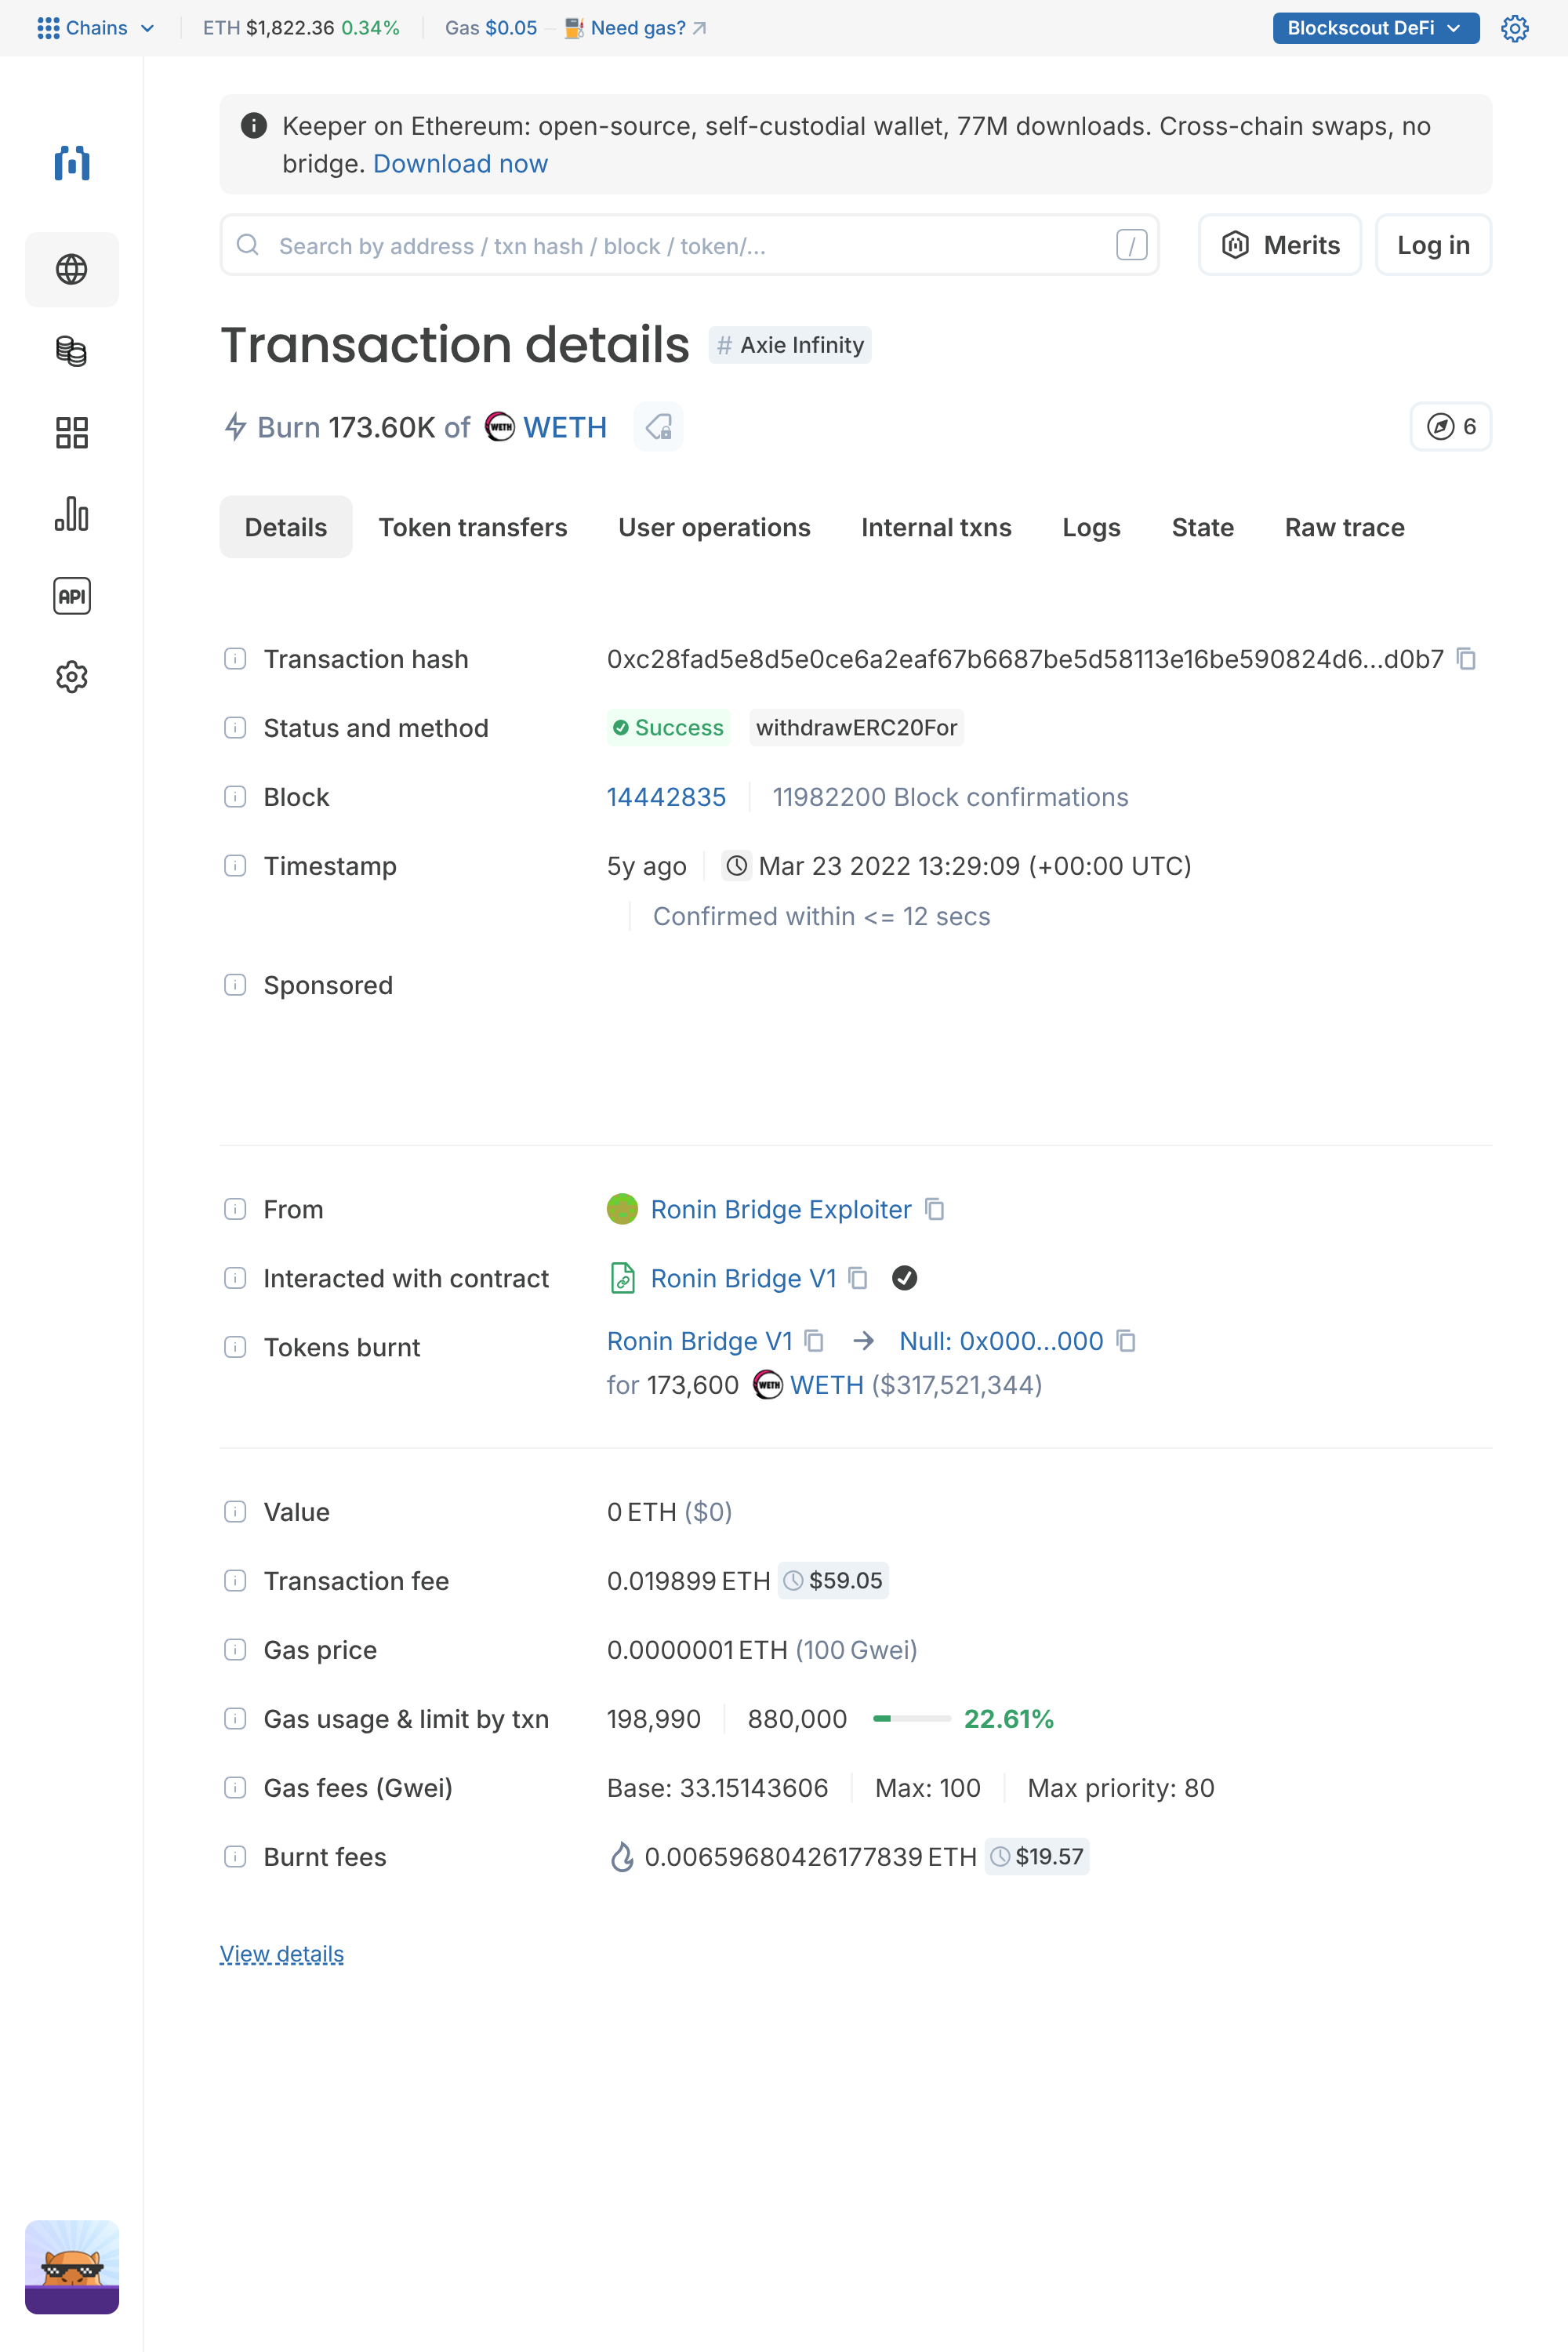 Chains ETH $1,822.36 0.34% Gas $0.05 Need gas? Blockscout DeFi
Keeper on Ethereum: open-source, self-custodial wallet, 77M downloads. Cross-chain swaps, no
bridge. Download now
Search by address / txn hash / block / token/... / Merits Log in
Transaction details # Axie Infinity
Burn 173.60K of WETH WETH 6
Details Token transfers User operations Internal txns Logs State Raw trace
API
Transaction hash 0xc28fad5e8d5e0ce6a2eaf67b6687be5d58113e16be590824d6...d0b7
Status and method Success withdrawERC20For
Block 14442835 11982200 Block confirmations
Timestamp 5y ago Mar 23 2022 13:29:09 (+00:00 UTC)
Confirmed within <= 12 secs
Sponsored
From Ronin Bridge Exploiter
Interacted with contract Ronin Bridge V1
Tokens burnt Ronin Bridge V1 → Null: 0x000...000
for 173,600 WETH WETH ($317,521,344)
Value 0 ETH ($0)
Transaction fee 0.019899 ETH $59.05
Gas price 0.0000001 ETH (100 Gwei)
Gas usage & limit by txn 198,990 880,000 22.61%
Gas fees (Gwei) Base: 33.15143606 Max: 100 Max priority: 80
Burnt fees 0.00659680426177839 ETH $19.57
View details